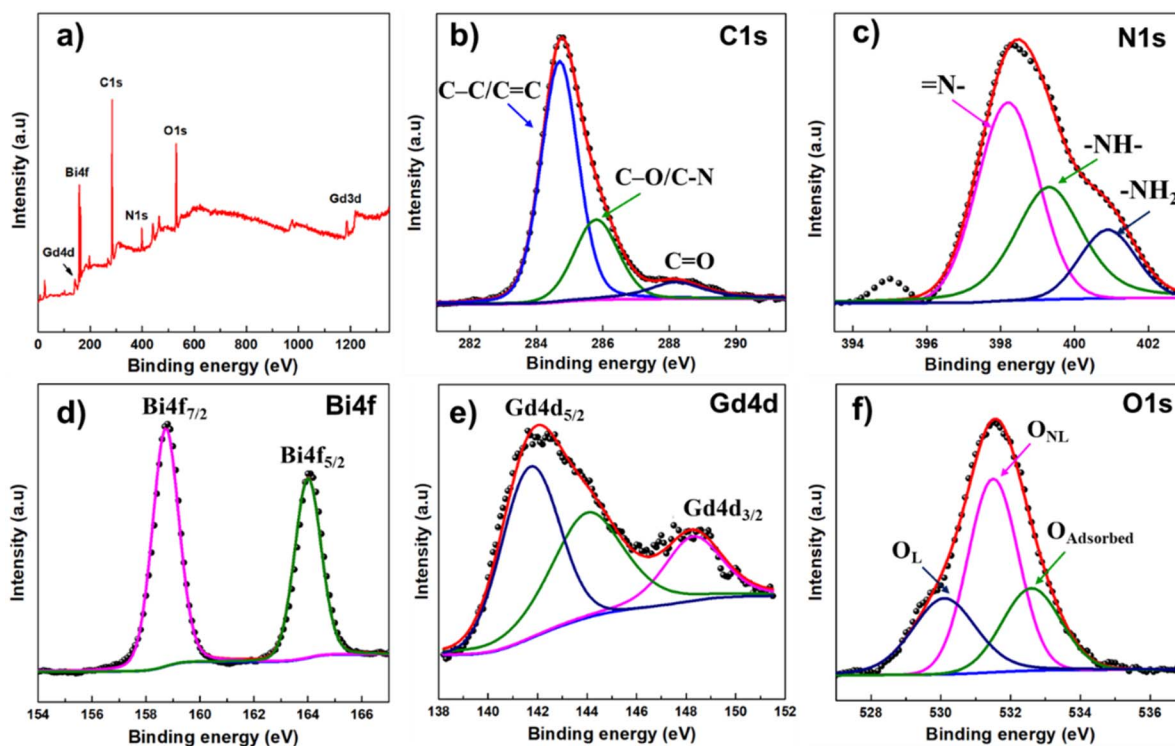 a)
Intensity (a.u)
Gd4d
Bi4f
C1s
N1s
O1s
Gd3d
0 200 400 600 800 1000 1200
Binding energy (eV)
b)
C1s
Intensity (a.u)
C–C/C=C
C–O/C-N
C=O
282 284 286 288 290
Binding energy (eV)
c)
N1s
Intensity (a.u)
=N-
-NH-
-NH2
394 396 398 400 402
Binding energy (eV)
d)
Bi4f
Intensity (a.u)
Bi4f7/2
Bi4f5/2
154 156 158 160 162 164 166
Binding energy (eV)
e)
Gd4d
Intensity (a.u)
Gd4d5/2
Gd4d3/2
138 140 142 144 146 148 150 152
Binding energy (eV)
f)
O1s
Intensity (a.u)
OL
ONL
OAdsorbed
528 530 532 534 536
Binding energy (eV)